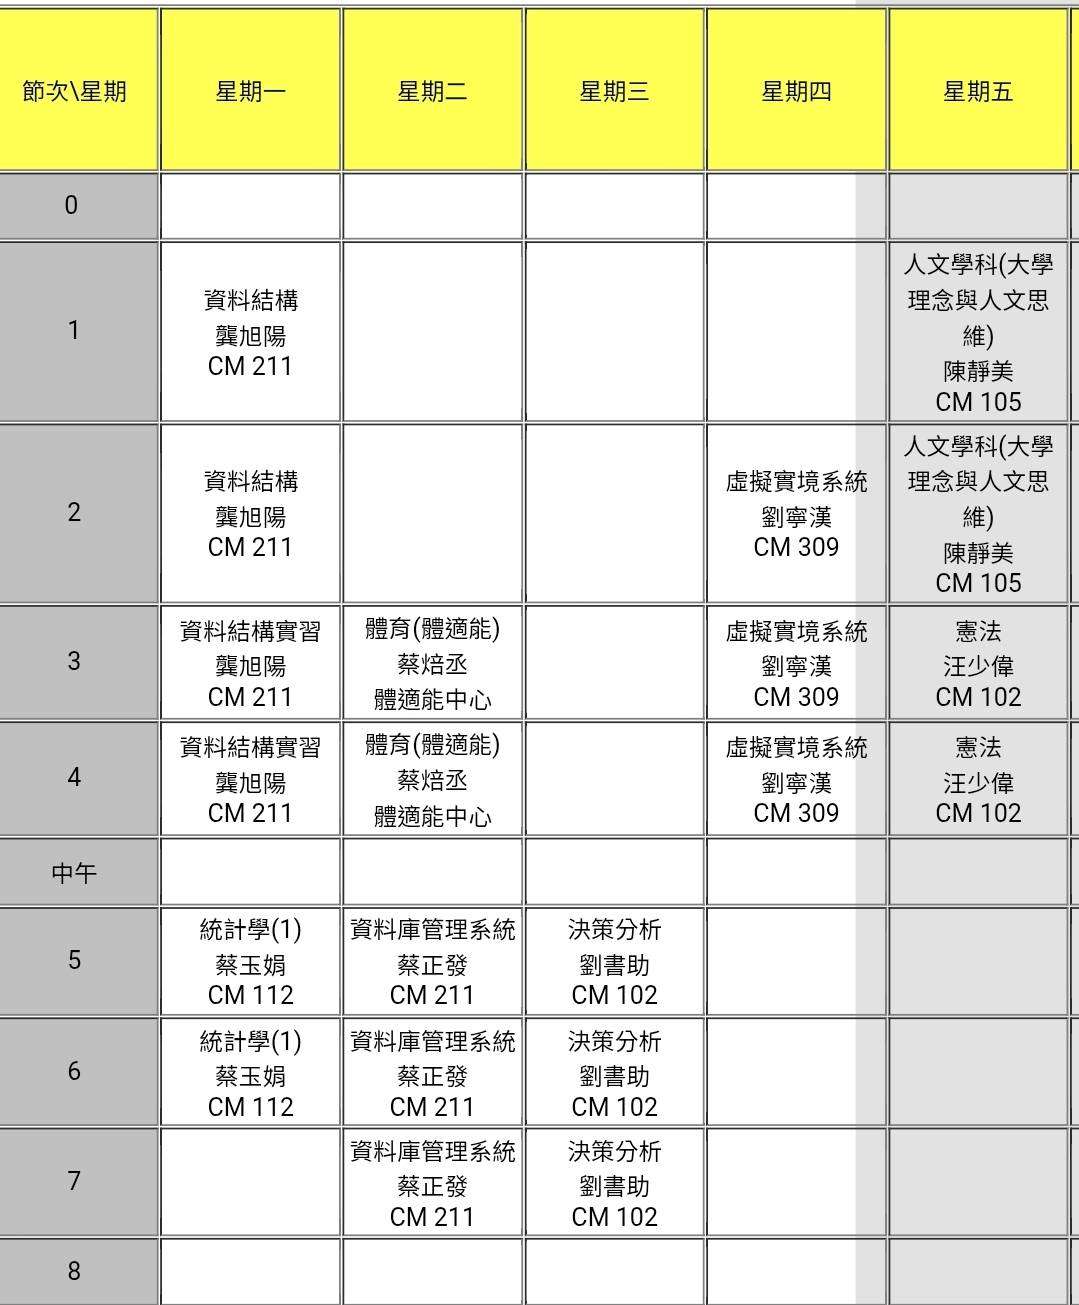 節次\星期
星期一
星期二
星期三
星期四
星期五
0
1
資料結構
龔旭陽
CM 211
人文學科(大學
理念與人文思
維)
陳靜美
CM 105
2
資料結構
龔旭陽
CM 211
虛擬實境系統
劉寧漢
CM 309
人文學科(大學
理念與人文思
維)
陳靜美
CM 105
3
資料結構實習
龔旭陽
CM 211
體育(體適能)
蔡焙丞
體適能中心
虛擬實境系統
劉寧漢
CM 309
憲法
汪少偉
CM 102
4
資料結構實習
龔旭陽
CM 211
體育(體適能)
蔡焙丞
體適能中心
虛擬實境系統
劉寧漢
CM 309
憲法
汪少偉
CM 102
中午
5
統計學(1)
蔡玉娟
CM 112
資料庫管理系統
蔡正發
CM 211
決策分析
劉書助
CM 102
6
統計學(1)
蔡玉娟
CM 112
資料庫管理系統
蔡正發
CM 211
決策分析
劉書助
CM 102
7
資料庫管理系統
蔡正發
CM 211
決策分析
劉書助
CM 102
8